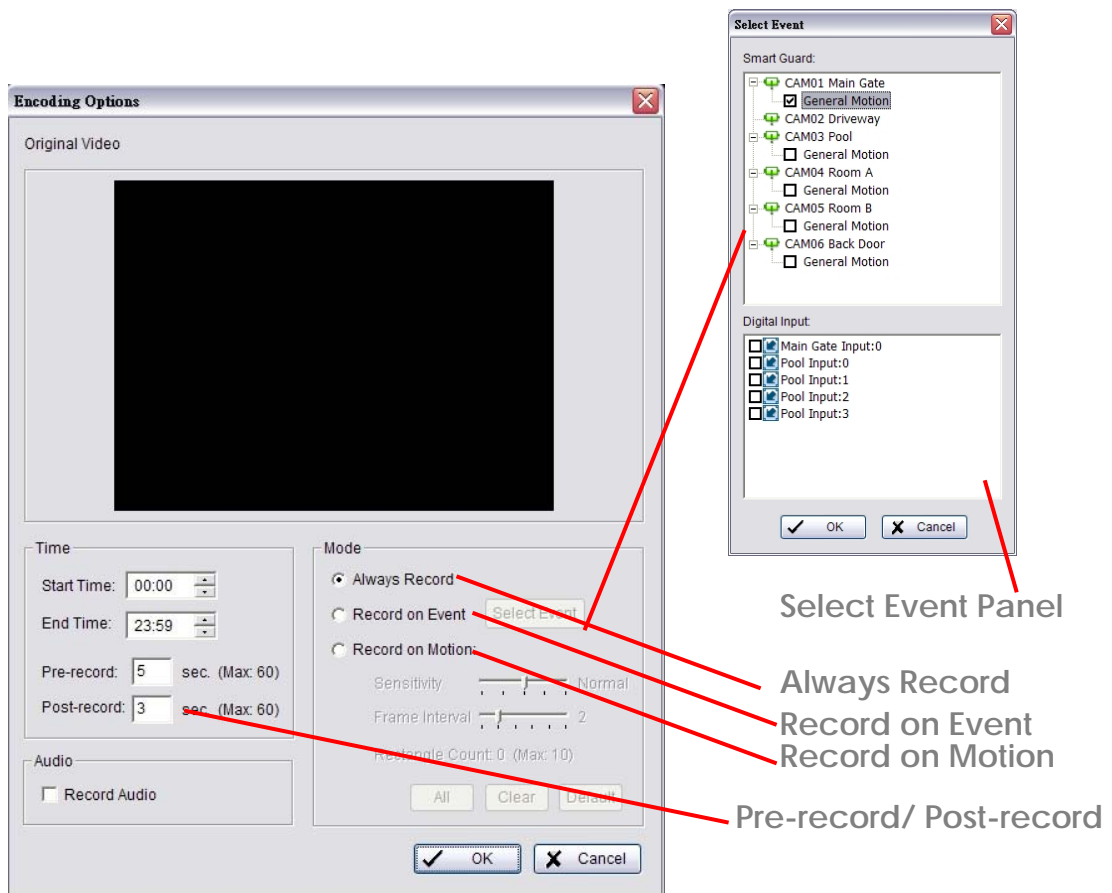 Select Event
Smart Guard:
CAM01 Main Gate
General Motion
CAM02 Driveway
CAM03 Pool
General Motion
CAM04 Room A
General Motion
CAM05 Room B
General Motion
CAM06 Back Door
General Motion
Digital Input:
Main Gate Input:0
Pool Input:0
Pool Input:1
Pool Input:2
Pool Input:3
OK
Cancel
Select Event Panel
Encoding Options
Original Video
Time
Start Time: 00:00
End Time: 23:59
Pre-record: 5 sec. (Max: 60)
Post-record: 3 sec. (Max: 60)
Audio
Record Audio
Mode
Always Record
Record on Event Select Event
Record on Motion:
Sensitivity Normal
Frame Interval 2
Rectangle Count: 0 (Max: 10)
All Clear Default
OK Cancel
Always Record
Record on Event
Record on Motion
Pre-record/ Post-record